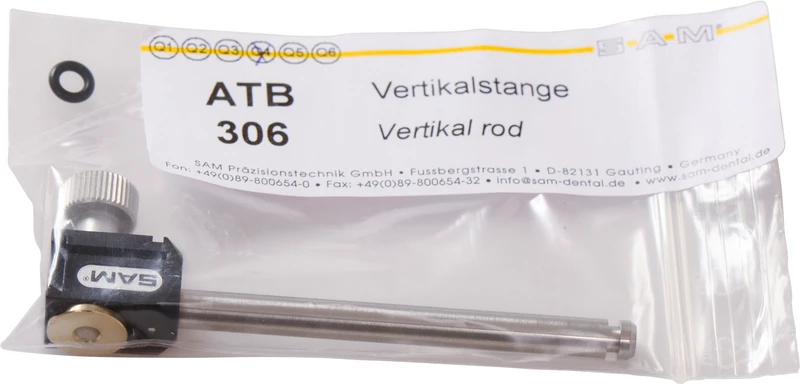 Q1 Q2 Q3 Q4 Q5 Q6
S·A·M®
ATB
306
Vertikalstange
Vertikal rod
SAM Präzisionstechnik GmbH • Fussbergstrasse 1 • D-82131 Gauting • Germany
Fon: +49(0)89-800654-0 • Fax: +49(0)89-800654-32 • info@sam-dental.de • www.sam-dental.de
SAM®